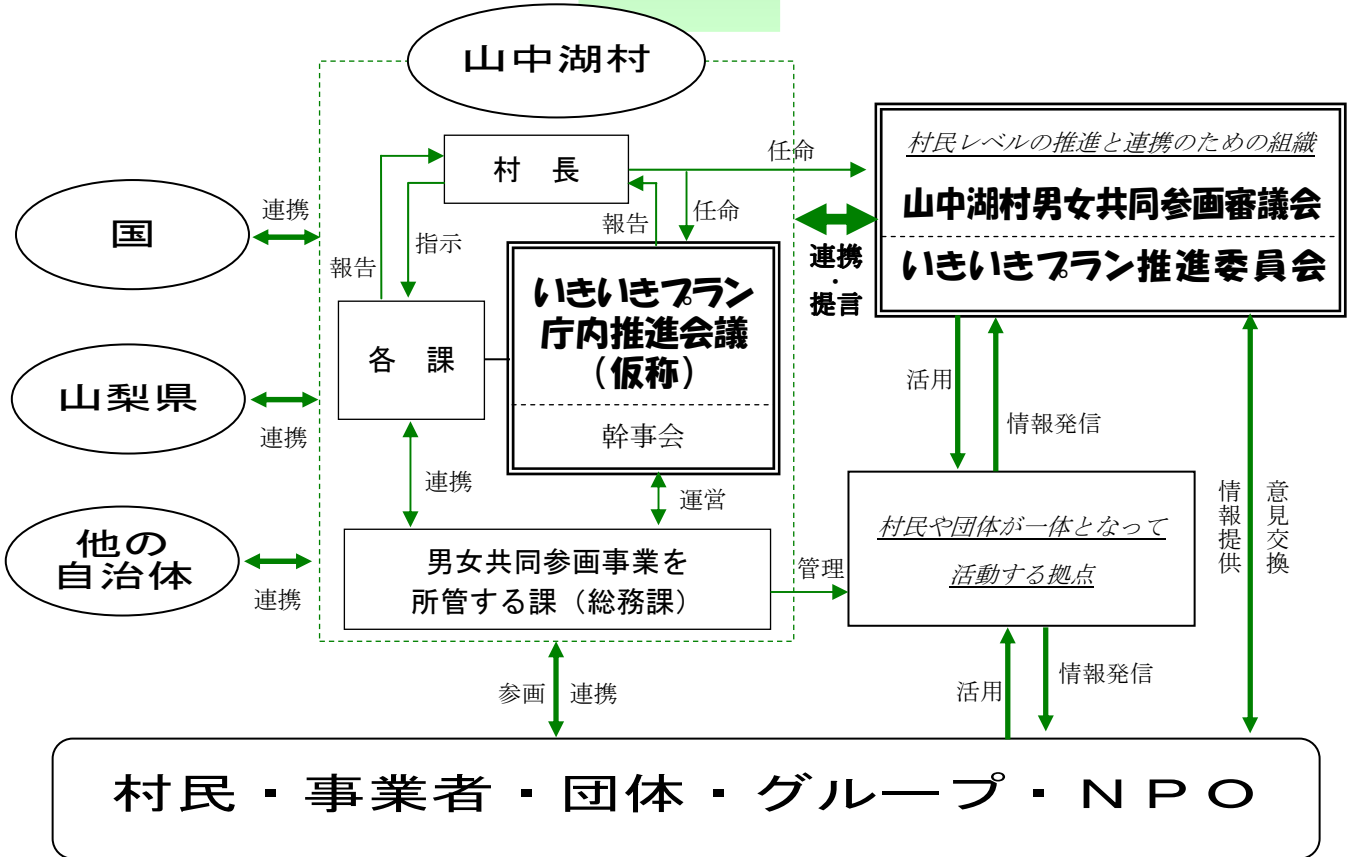 山中湖村
村民レベルの推進と連携のための組織
山中湖村男女共同参画審議会
いきいきプラン推進委員会
村 長
任命
任命
報告
指示
報告
国
連携
連携
・
提言
いきいきプラン
庁内推進会議
（仮称）
幹事会
各 課
山梨県
連携
活用
情報発信
連携
運営
情報提供
意見交換
村民や団体が一体となって
活動する拠点
他の
自治体
連携
男女共同参画事業を
所管する課（総務課）
管理
参画
連携
活用
情報発信
村民・事業者・団体・グループ・ＮＰＯ